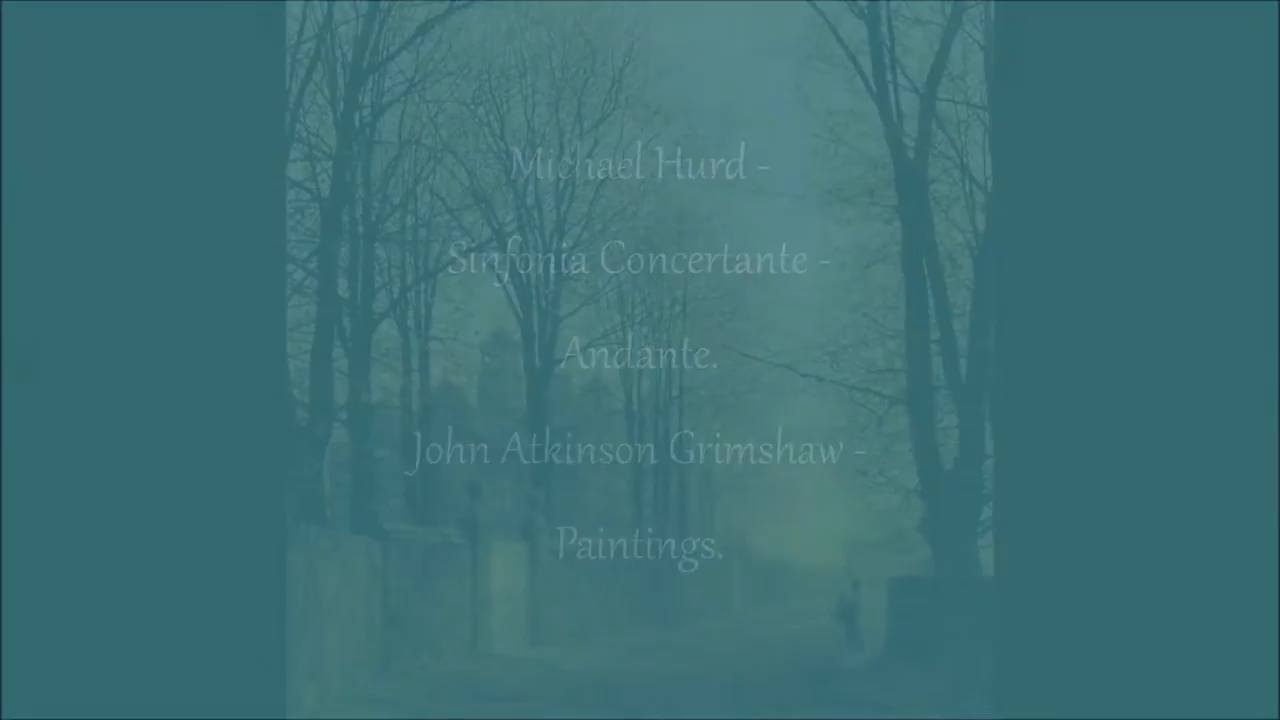 Michael Hurd -
Sinfonia Concertante -
Andante.
John Atkinson Grimshaw -
Paintings.